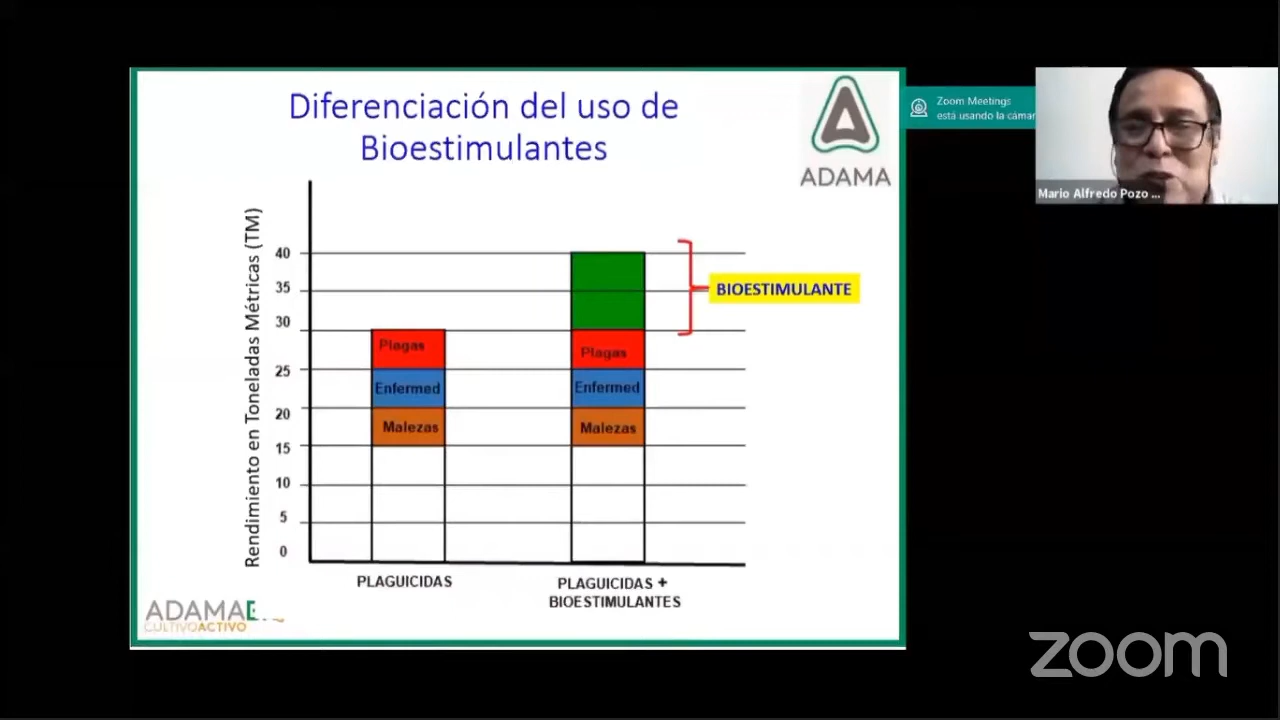 Diferenciación del uso de
Bioestimulantes
ADAMA
Zoom Meetings
está usando la cámar
Mario Alfredo Pozo ...
Rendimiento en Toneladas Métricas (TM)
40
35
30
25
20
15
10
5
0
Plagas
Enfermed
Malezas
Plagas
Enfermed
Malezas
BIOESTIMULANTE
PLAGUICIDAS
PLAGUICIDAS +
BIOESTIMULANTES
ADAMA
CULTIVOACTIVO
zoom